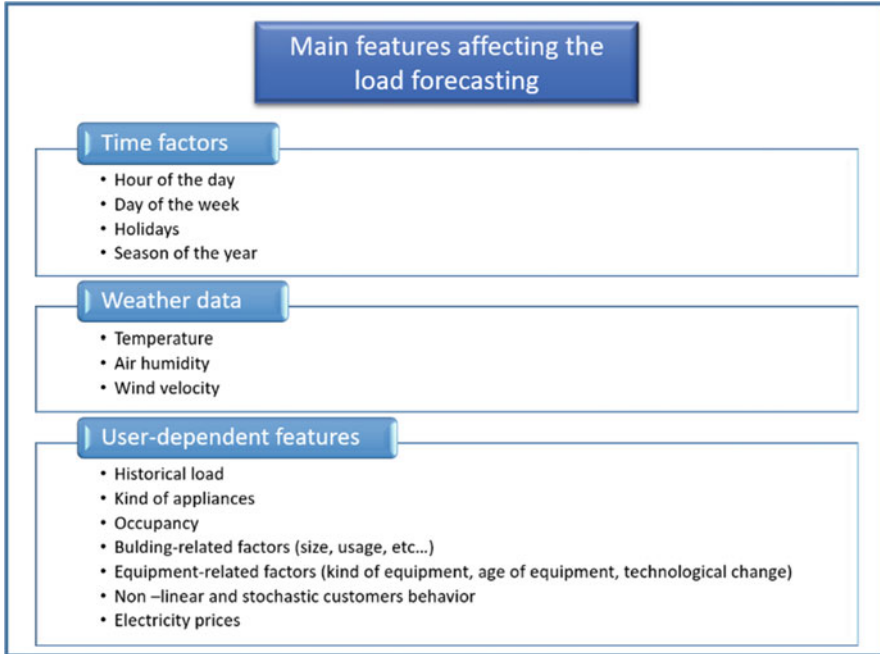 Main features affecting the
load forecasting
Time factors
• Hour of the day
• Day of the week
• Holidays
• Season of the year
Weather data
• Temperature
• Air humidity
• Wind velocity
User-dependent features
• Historical load
• Kind of appliances
• Occupancy
• Bulding-related factors (size, usage, etc...)
• Equipment-related factors (kind of equipment, age of equipment, technological change)
• Non –linear and stochastic customers behavior
• Electricity prices